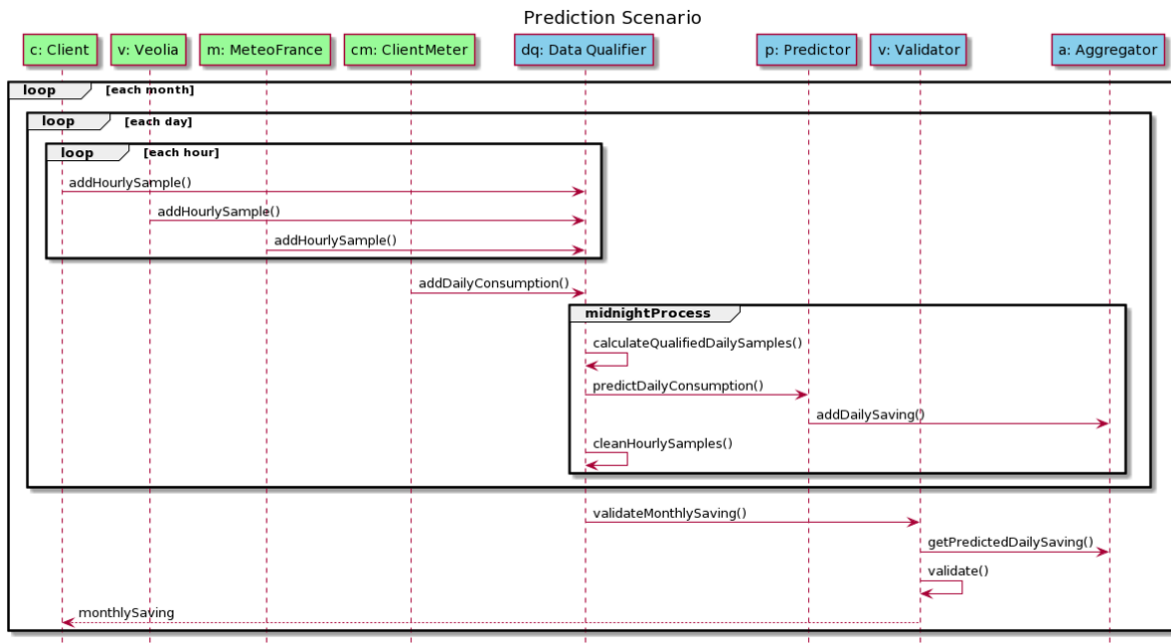 Prediction Scenario
c: Client
v: Veolia
m: MeteoFrance
cm: ClientMeter
dq: Data Qualifier
p: Predictor
v: Validator
a: Aggregator
loop [each month]
loop [each day]
loop [each hour]
addHourlySample()
addHourlySample()
addHourlySample()
addDailyConsumption()
midnightProcess
calculateQualifiedDailySamples()
predictDailyConsumption()
addDailySaving()
cleanHourlySamples()
validateMonthlySaving()
getPredictedDailySaving()
validate()
monthlySaving